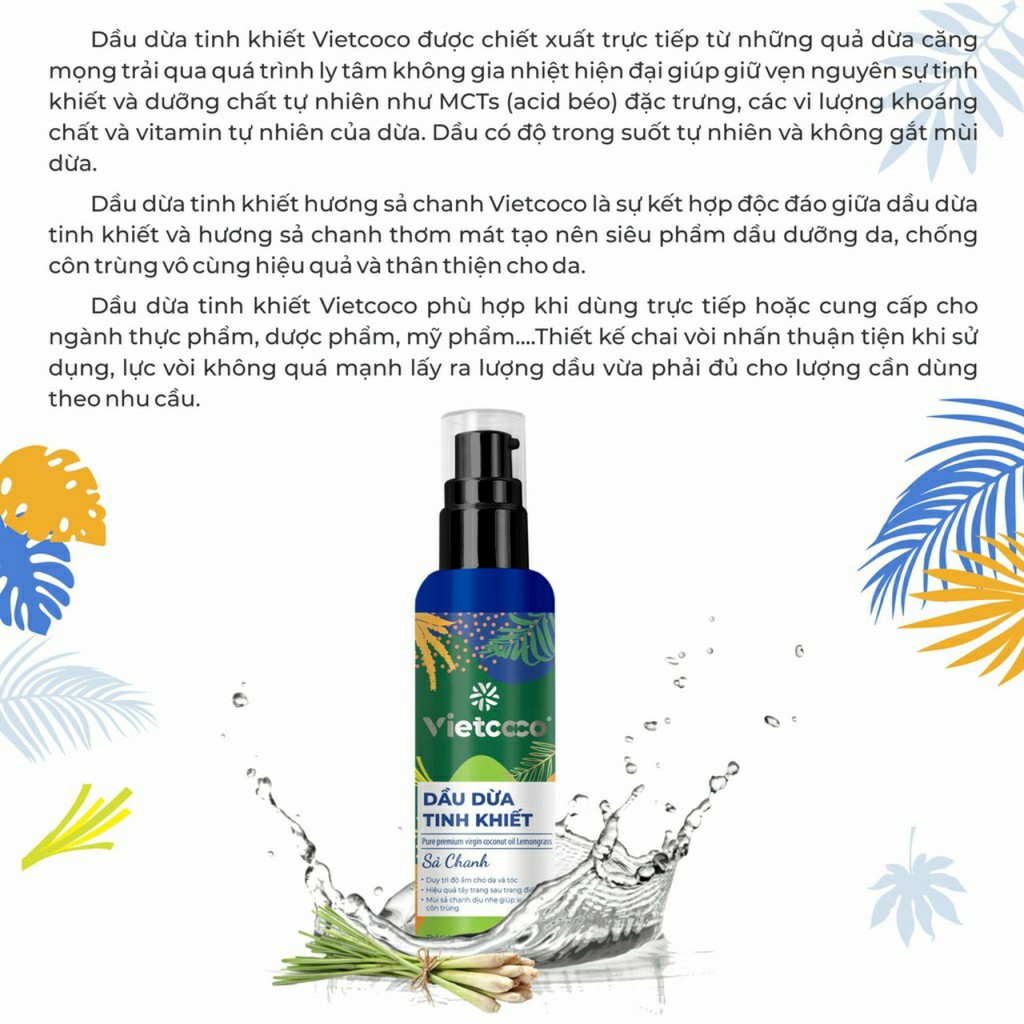 Dầu dừa tinh khiết Vietcoco được chiết xuất trực tiếp từ những quả dừa căng
mọng trải qua quá trình ly tâm không gia nhiệt hiện đại giúp giữ vẹn nguyên sự tinh
khiết và dưỡng chất tự nhiên như MCTs (acid béo) đặc trưng, các vi lượng khoáng
chất và vitamin tự nhiên của dừa. Dầu có độ trong suốt tự nhiên và không gắt mùi
dừa.
Dầu dừa tinh khiết hương sả chanh Vietcoco là sự kết hợp độc đáo giữa dầu dừa
tinh khiết và hương sả chanh thơm mát tạo nên siêu phẩm dầu dưỡng da, chống
côn trùng vô cùng hiệu quả và thân thiện cho da.
Dầu dừa tinh khiết Vietcoco phù hợp khi dùng trực tiếp hoặc cung cấp cho
ngành thực phẩm, dược phẩm, mỹ phẩm....Thiết kế chai vòi nhấn thuận tiện khi sử
dụng, lực vòi không quá mạnh lấy ra lượng dầu vừa phải đủ cho lượng cần dùng
theo nhu cầu.
Vietcoco
DẦU DỪA
TINH KHIẾT
Pure premium virgin coconut oil Lemongrass
Sả Chanh
• Duy trì độ ẩm cho da và tóc
• Hiệu quả tẩy trang sau trang
• Mùi sả chanh dịu nhẹ giúp
côn trùng